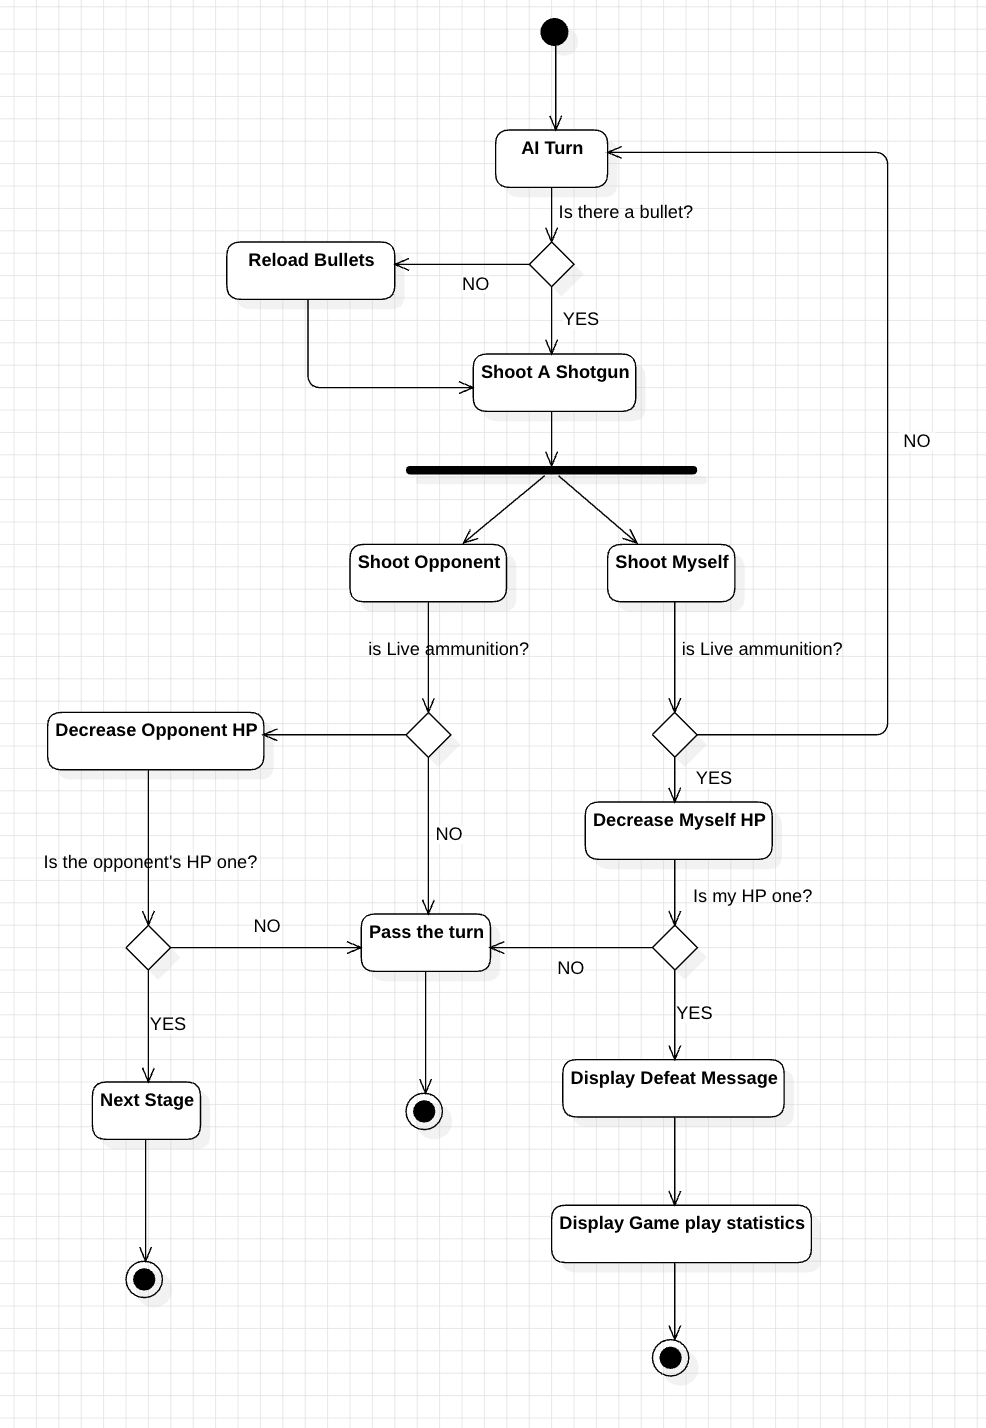 AI Turn
Is there a bullet?
Reload Bullets
NO
YES
Shoot A Shotgun
NO
Shoot Opponent
Shoot Myself
is Live ammunition?
is Live ammunition?
Decrease Opponent HP
YES
Decrease Myself HP
NO
Is the opponent's HP one?
Is my HP one?
NO
Pass the turn
NO
YES
YES
Display Defeat Message
Next Stage
Display Game play statistics